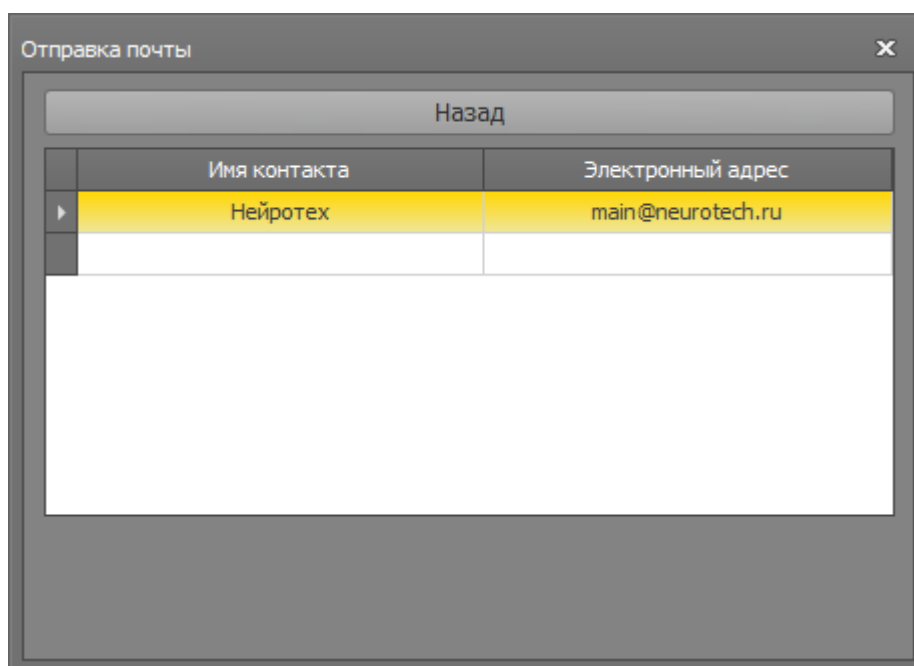 Отправка почты
Назад
Имя контакта Электронный адрес
Нейротех main@neurotech.ru